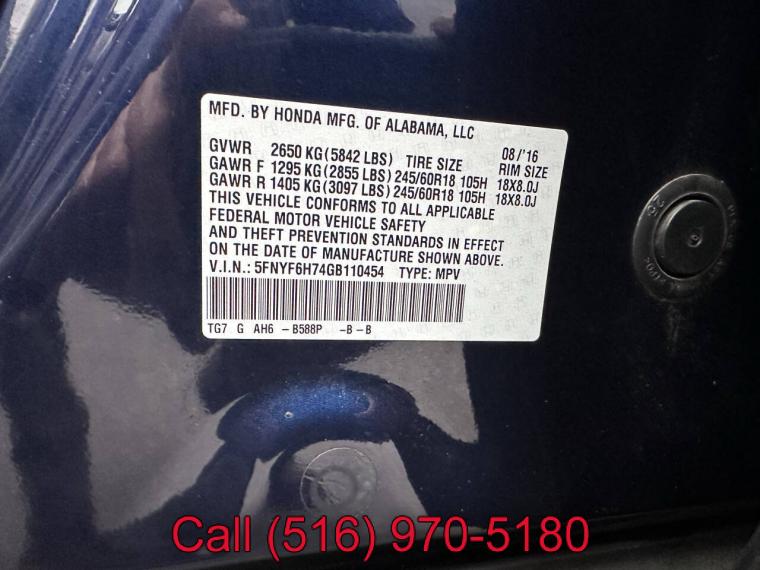 MFD. BY HONDA MFG. OF ALABAMA, LLC
GVWR 2650 KG(5842 LBS) TIRE SIZE 08/'16 RIM SIZE
GAWR F 1295 KG(2855 LBS) 245/60R18 105H 18X8.0J
GAWR R 1405 KG(3097 LBS) 245/60R18 105H 18X8.0J
THIS VEHICLE CONFORMS TO ALL APPLICABLE
FEDERAL MOTOR VEHICLE SAFETY
AND THEFT PREVENTION STANDARDS IN EFFECT
ON THE DATE OF MANUFACTURE SHOWN ABOVE.
V.I.N.: 5FNYF6H74GB110454 TYPE: MPV
TG7 G AH6 -B588P -B-B
Call (516) 970-5180